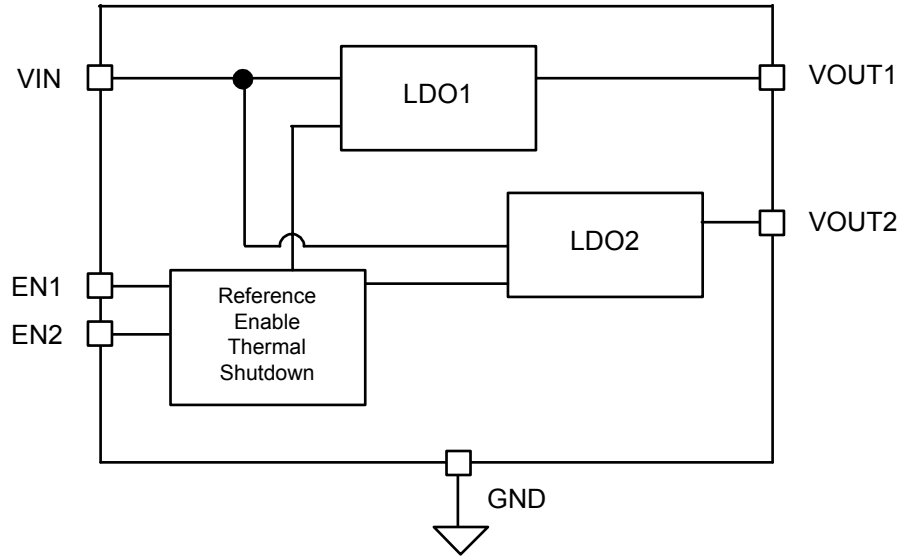 VIN
LDO1
VOUT1
LDO2
VOUT2
EN1
EN2
Reference
Enable
Thermal
Shutdown
GND